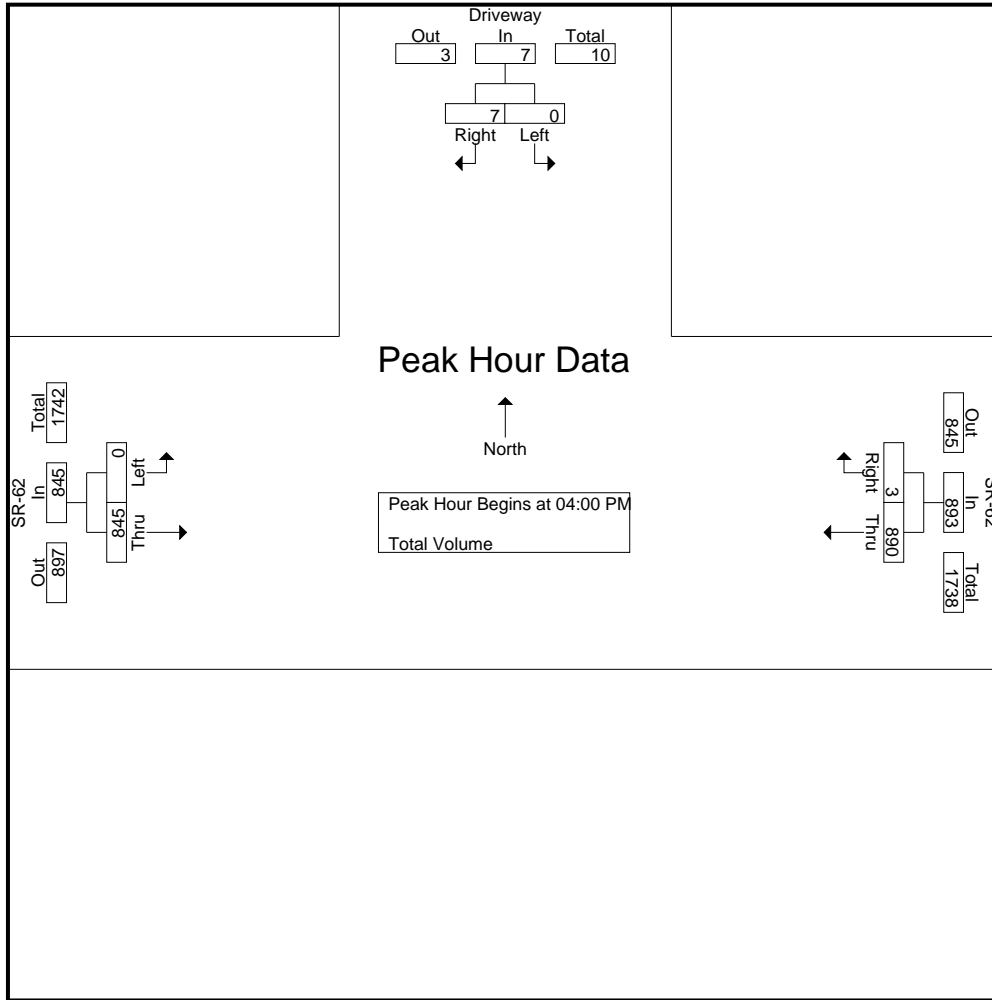 Driveway
Out In Total
3 7 10
7 0
Right Left
Peak Hour Data
North
Peak Hour Begins at 04:00 PM
Total Volume
SR-62
Total In Out
1742 845 897
0 845
Left Thru
SR-62
Out In Total
845 893 1738
3 890
Right Thru